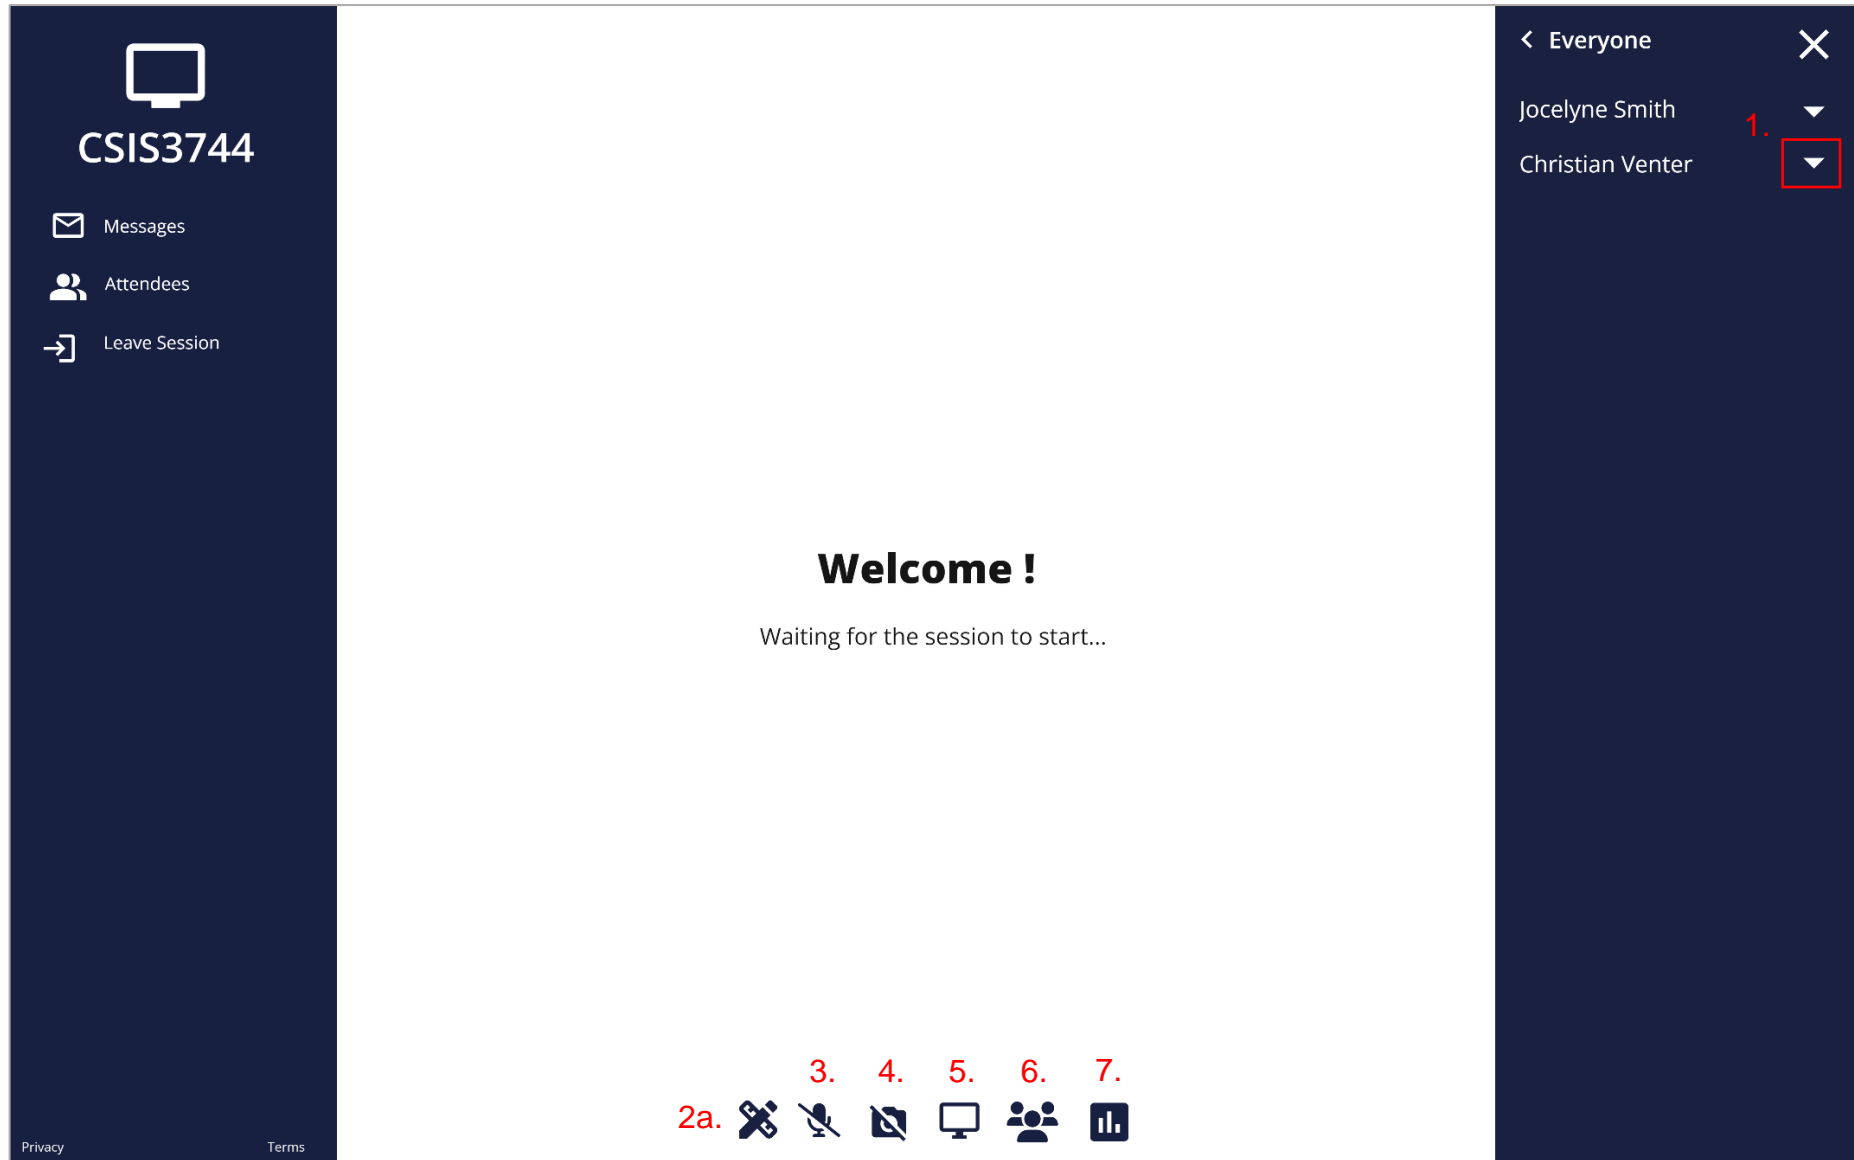 CSIS3744
Messages
Attendees
Leave Session
Privacy
Terms
Welcome !
Waiting for the session to start...
3.
4.
5.
6.
7.
2a.
Everyone
Jocelyne Smith
1.
Christian Venter